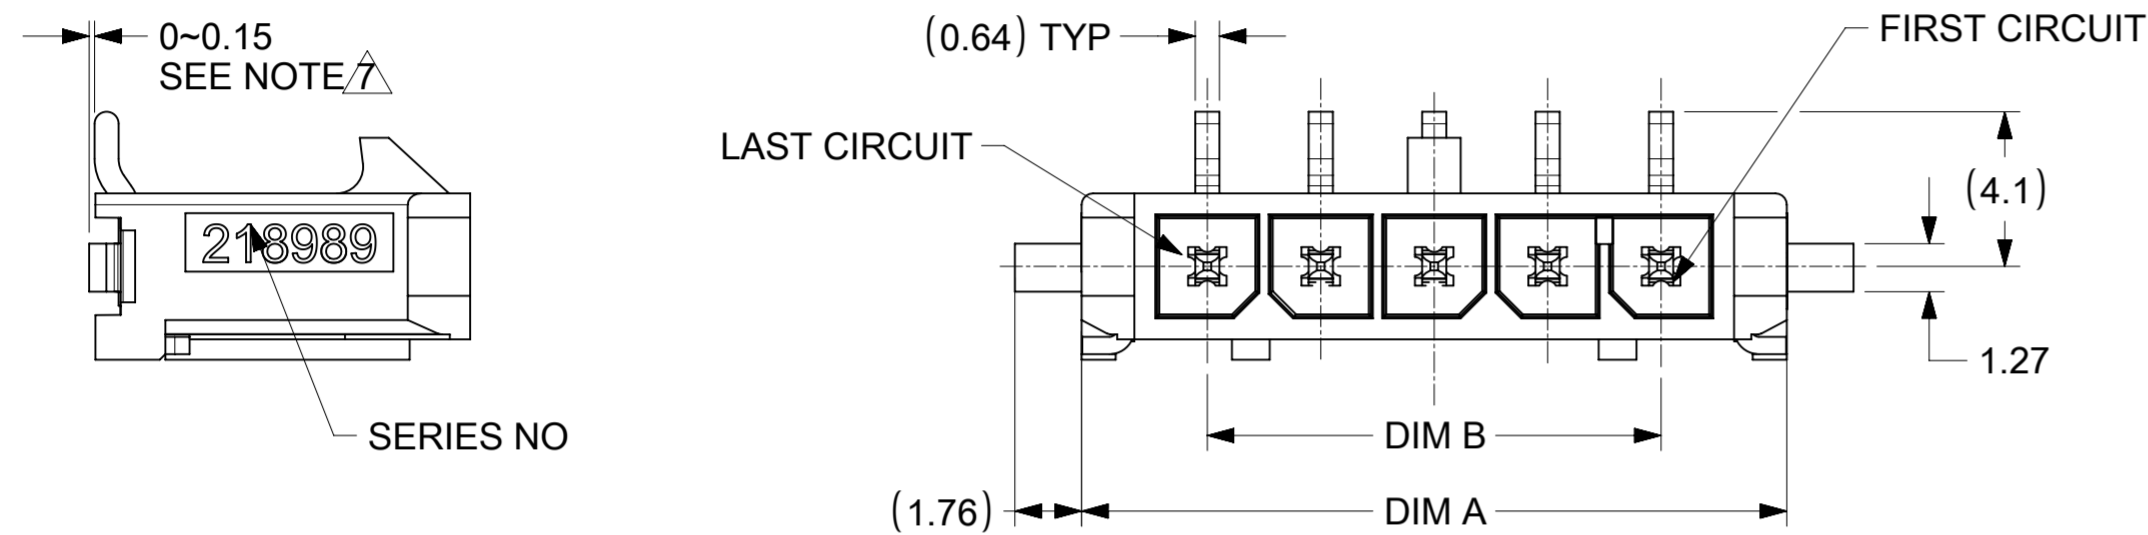 0~0.15
SEE NOTE 7
218989
SERIES NO
(0.64) TYP
FIRST CIRCUIT
LAST CIRCUIT
(4.1)
1.27
DIM B
(1.76)
DIM A